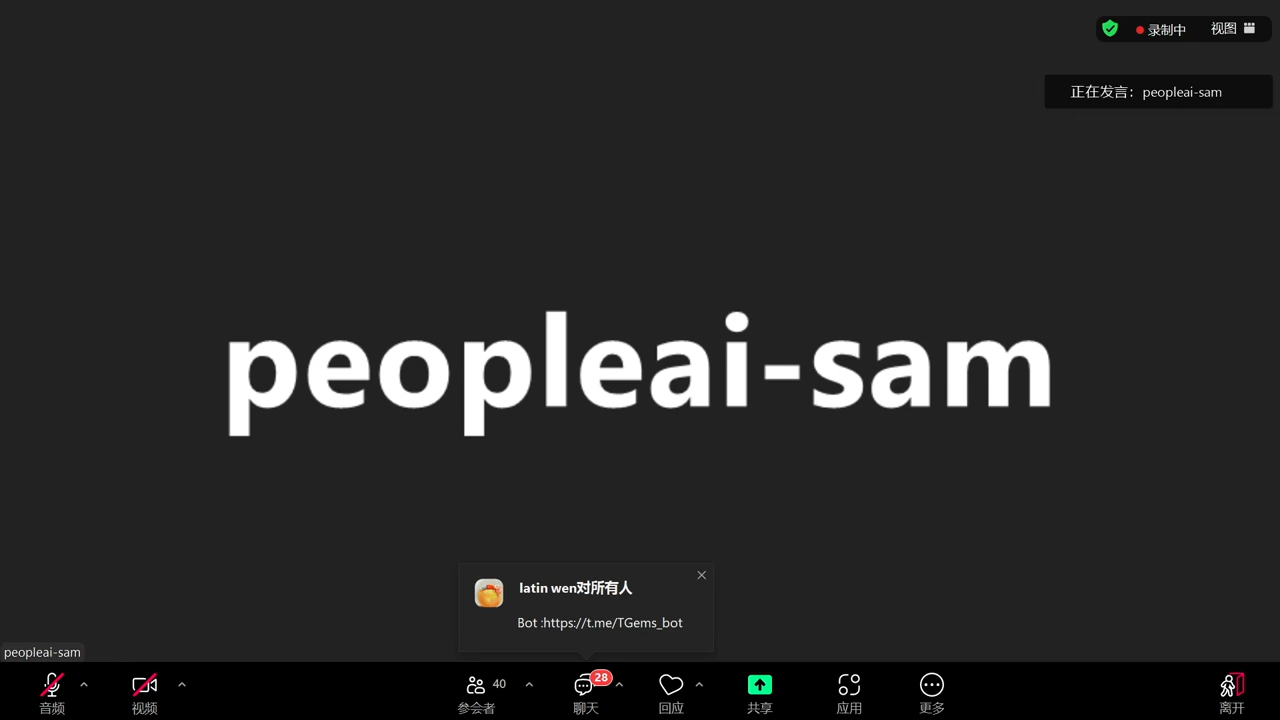 录制中
视图
正在发言: peopleai-sam
peopleai-sam
latin wen对所有人
Bot :https://t.me/TGems_bot
peopleai-sam
音频
视频
40
参会者
28
聊天
回应
共享
应用
更多
离开